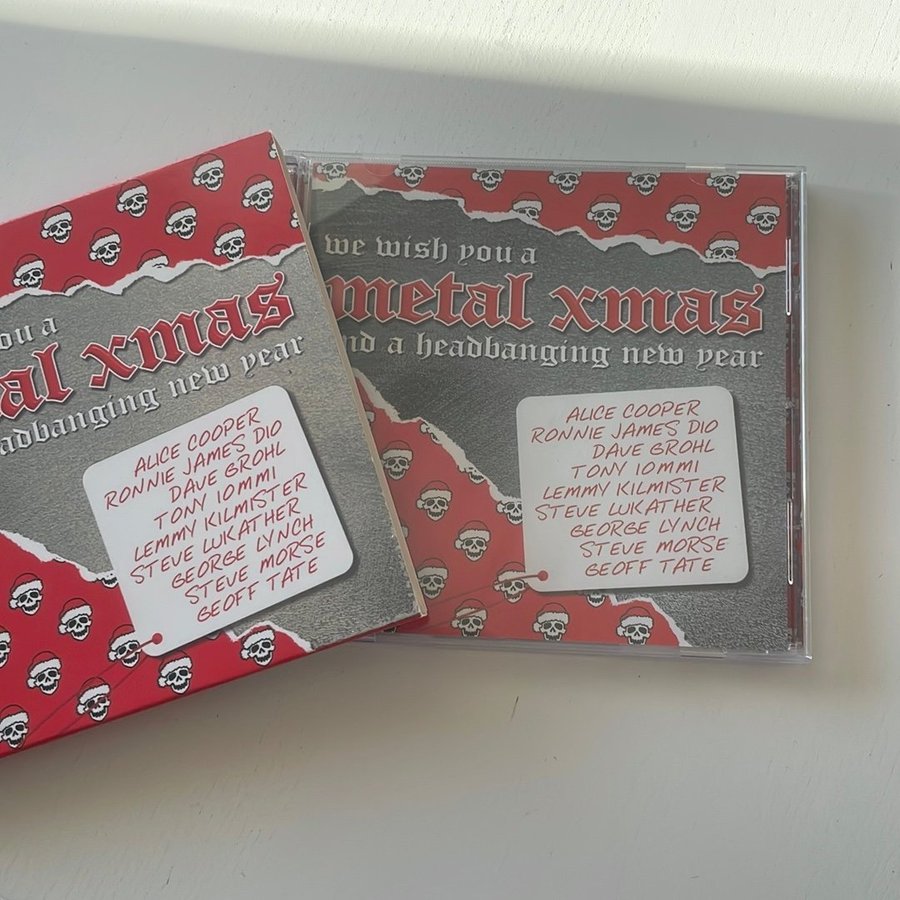 ou a
al xmas
adbanging new year
ALICE COOPER
RONNIE JAMES DIO
DAVE GROHL
TONY IOMMI
LEMMY KILMISTER
STEVE LUKATHER
GEORGE LYNCH
STEVE MORSE
GEOFF TATE
we wish you a
metal xmas
nd a headbanging new year
ALICE COOPER
RONNIE JAMES DIO
DAVE GROHL
TONY IOMMI
LEMMY KILMISTER
STEVE LUKATHER
GEORGE LYNCH
STEVE MORSE
GEOFF TATE